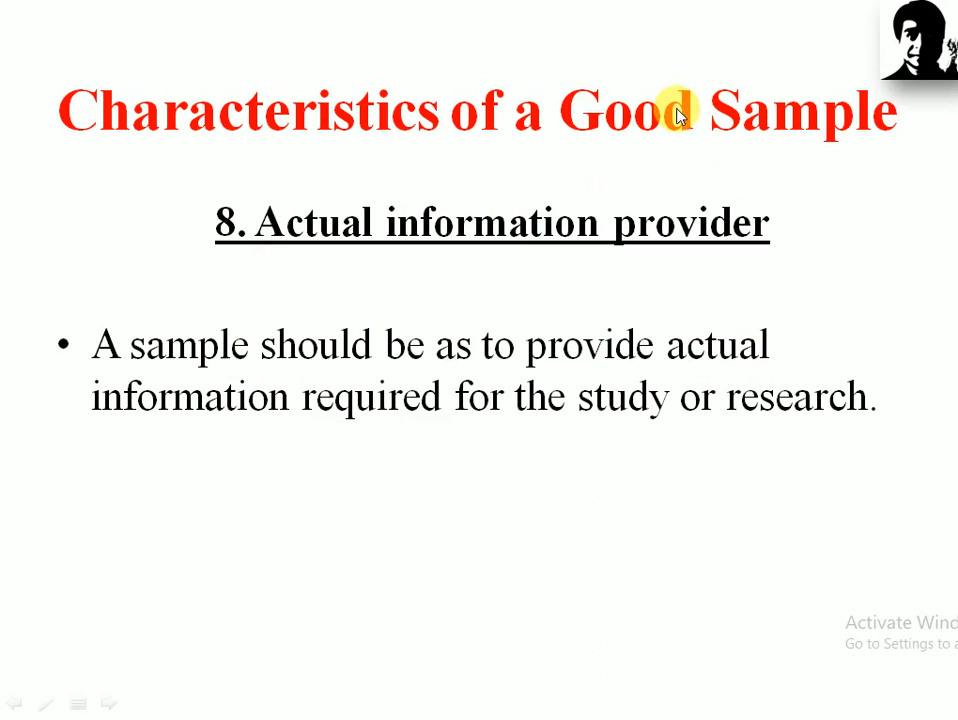 Characteristics of a Good Sample
8. Actual information provider
• A sample should be as to provide actual
information required for the study or research.
Activate Wind
Go to Settings to a